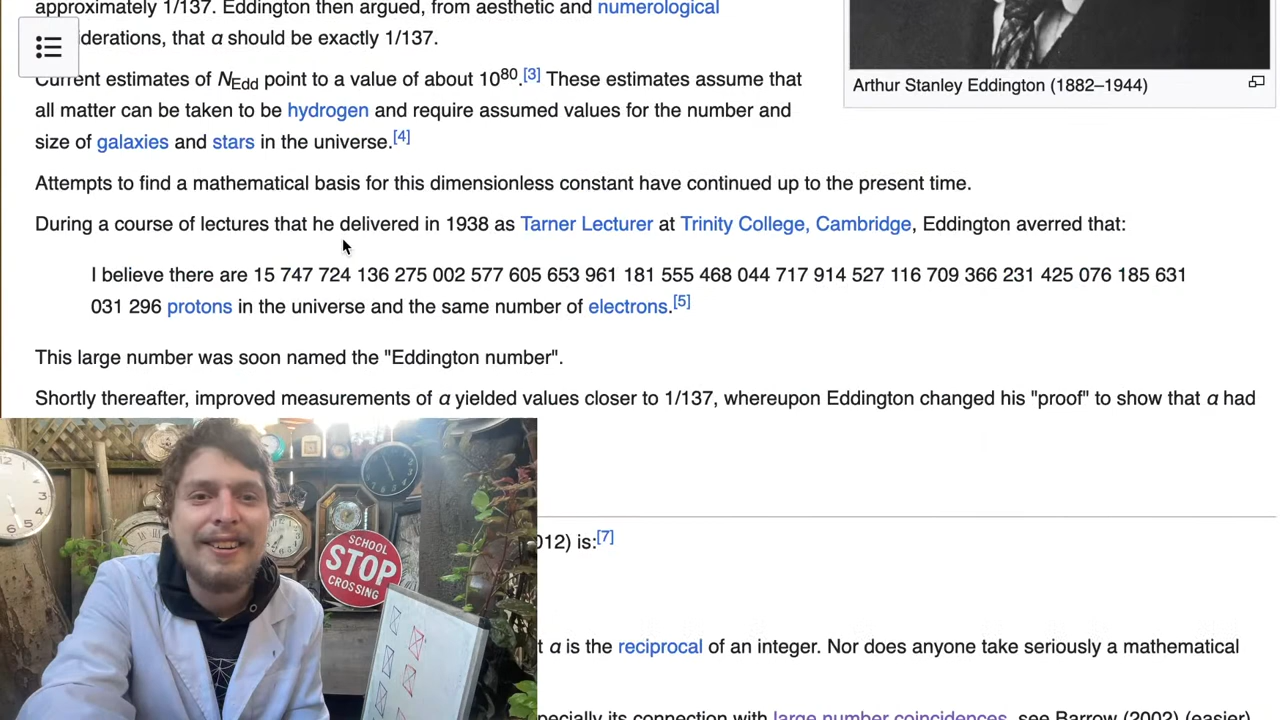 approximately 1/137. Eddington then argued, from aesthetic and numerological
iderations, that α should be exactly 1/137.
Current estimates of NEdd point to a value of about 10⁸⁰.[3] These estimates assume that
all matter can be taken to be hydrogen and require assumed values for the number and
size of galaxies and stars in the universe.[4]
Arthur Stanley Eddington (1882–1944)
Attempts to find a mathematical basis for this dimensionless constant have continued up to the present time.
During a course of lectures that he delivered in 1938 as Tarner Lecturer at Trinity College, Cambridge, Eddington averred that:
I believe there are 15 747 724 136 275 002 577 605 653 961 181 555 468 044 717 914 527 116 709 366 231 425 076 185 631
031 296 protons in the universe and the same number of electrons.[5]
This large number was soon named the "Eddington number".
Shortly thereafter, improved measurements of α yielded values closer to 1/137, whereupon Eddington changed his "proof" to show that α had
012) is:[7]
t α is the reciprocal of an integer. Nor does anyone take seriously a mathematical
pecially its connection with large number coincidences, see Barrow (2002) (easier)
12
3
4
5
6
SCHOOL
STOP
CROSSING